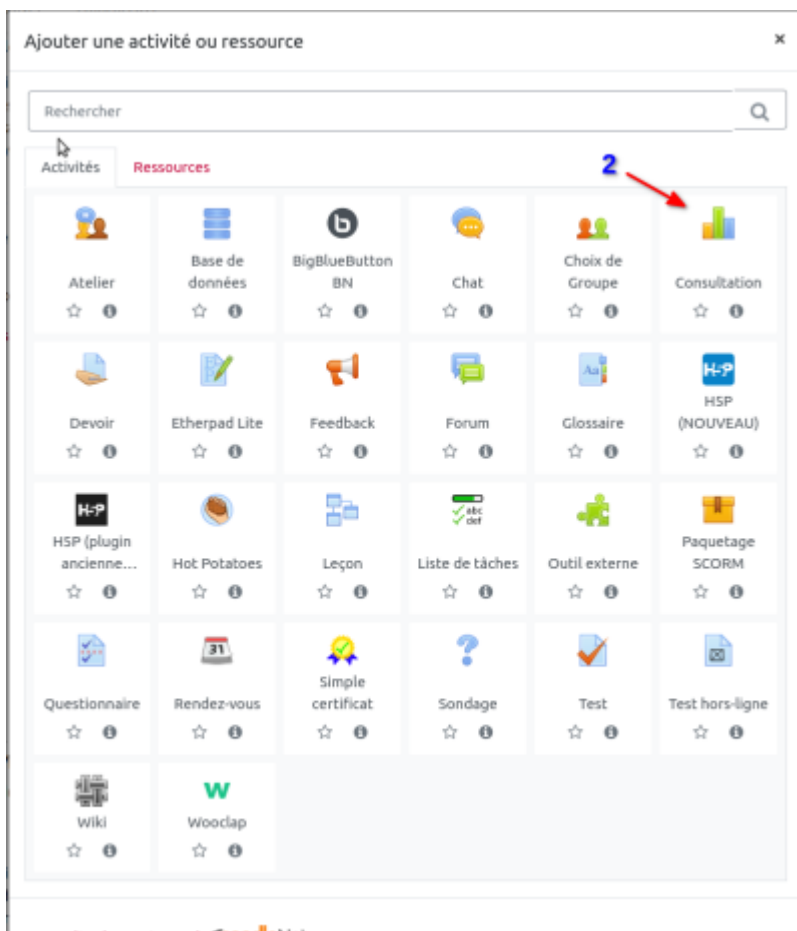 Ajouter une activité ou ressource ×
Rechercher
Activités Ressources
2
Atelier
Base de
données
BigBlueButton
BN
Chat
Choix de
Groupe
Consultation
Devoir
Etherpad Lite
Feedback
Forum
Glossaire
H-P
H5P
(NOUVEAU)
H-P
H5P (plugin
ancienne...
Hot Potatoes
Leçon
abc
def
Liste de tâches
Outil externe
Paquetage
SCORM
Questionnaire
31
Rendez-vous
Simple
certificat
Sondage
Test
Test hors-ligne
Wiki
W
Wooclap